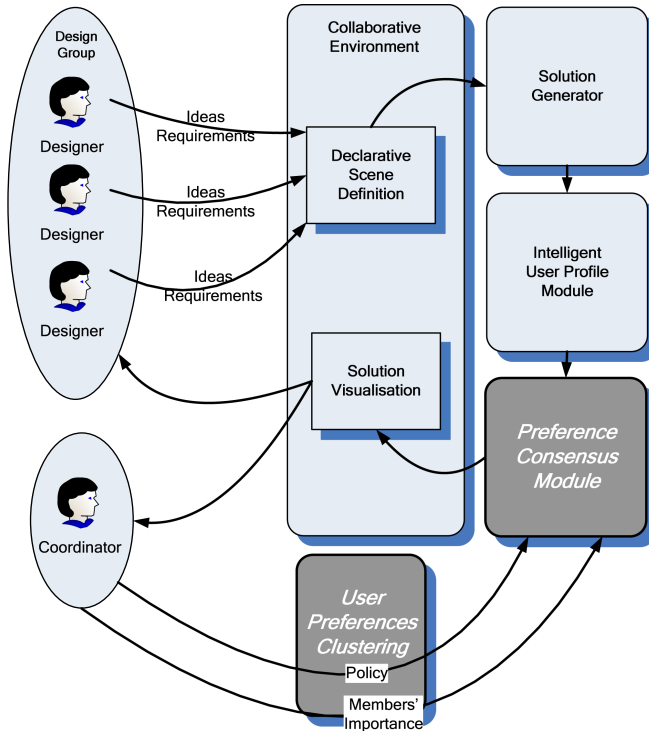 Design
Group
Designer
Designer
Designer
Ideas
Requirements
Ideas
Requirements
Ideas
Requirements
Collaborative
Environment
Declarative
Scene
Definition
Solution
Visualisation
Solution
Generator
Intelligent
User Profile
Module
Preference
Consensus
Module
Coordinator
User
Preferences
Clustering
Policy
Members'
Importance